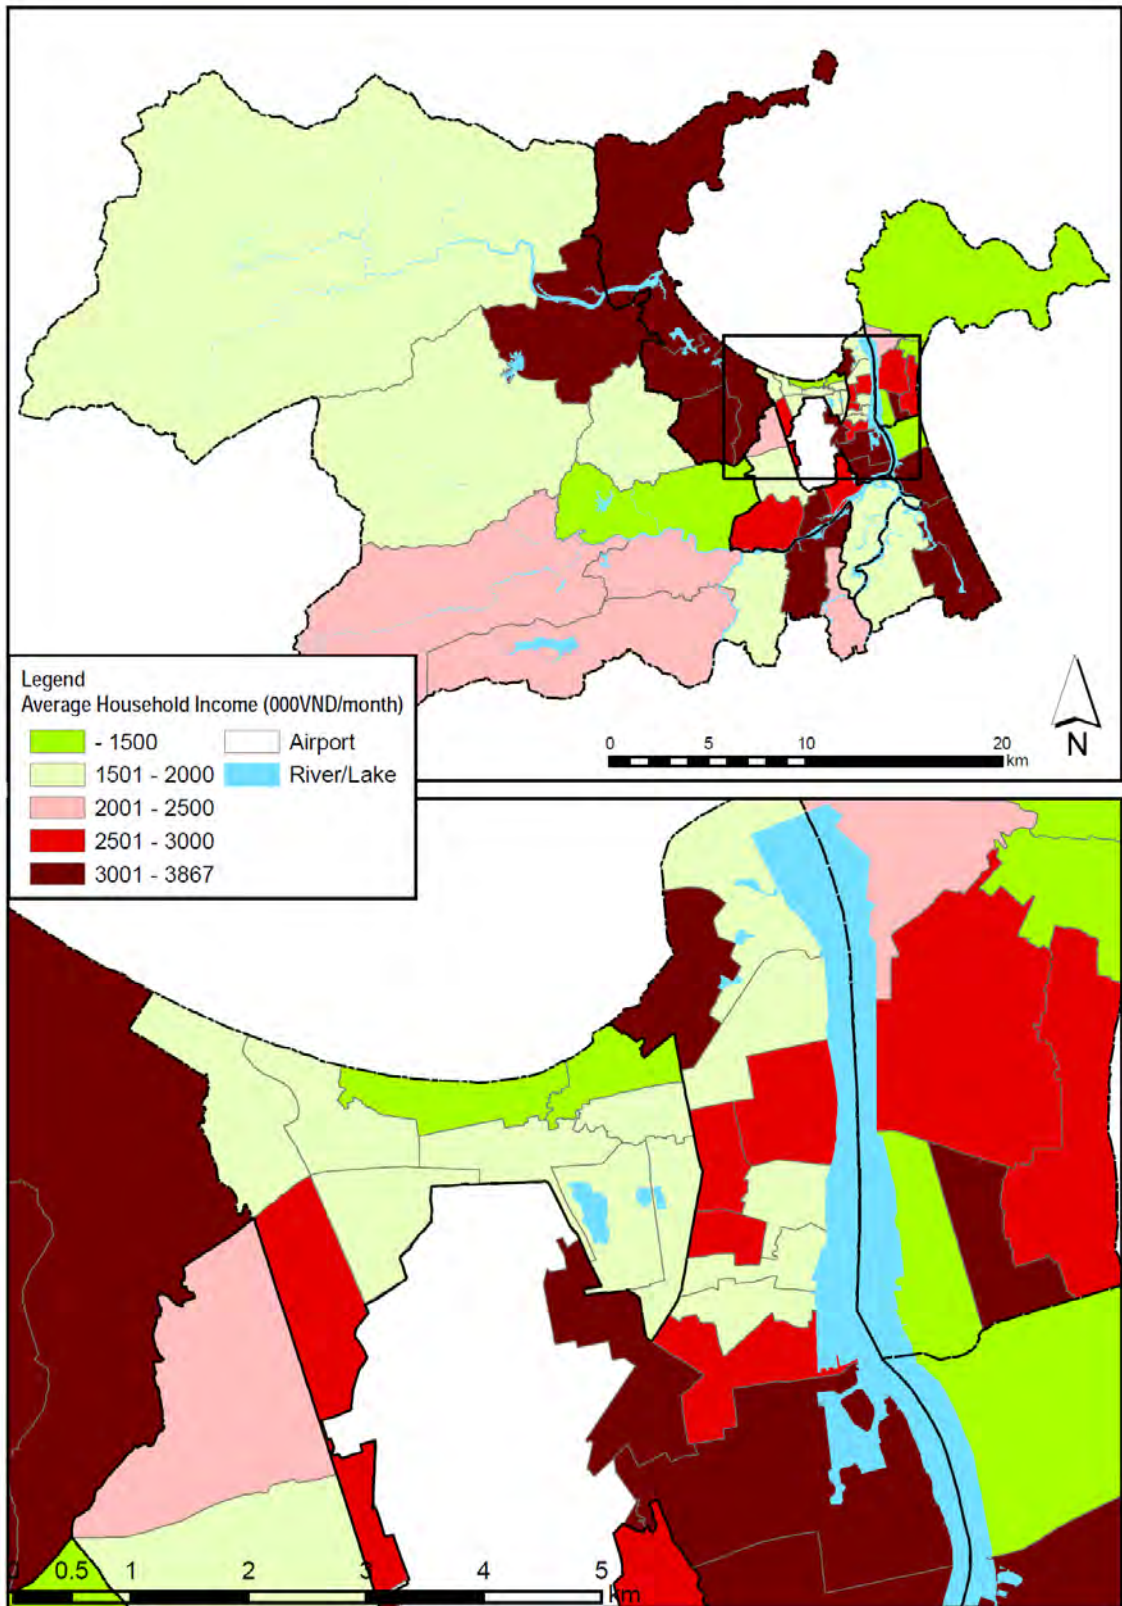 Legend
Average Household Income (000VND/month)
- 1500
Airport
1501 - 2000
River/Lake
2001 - 2500
2501 - 3000
3001 - 3867
N
0 5 10 20
km
0 0.5 1 2 3 4 5
km